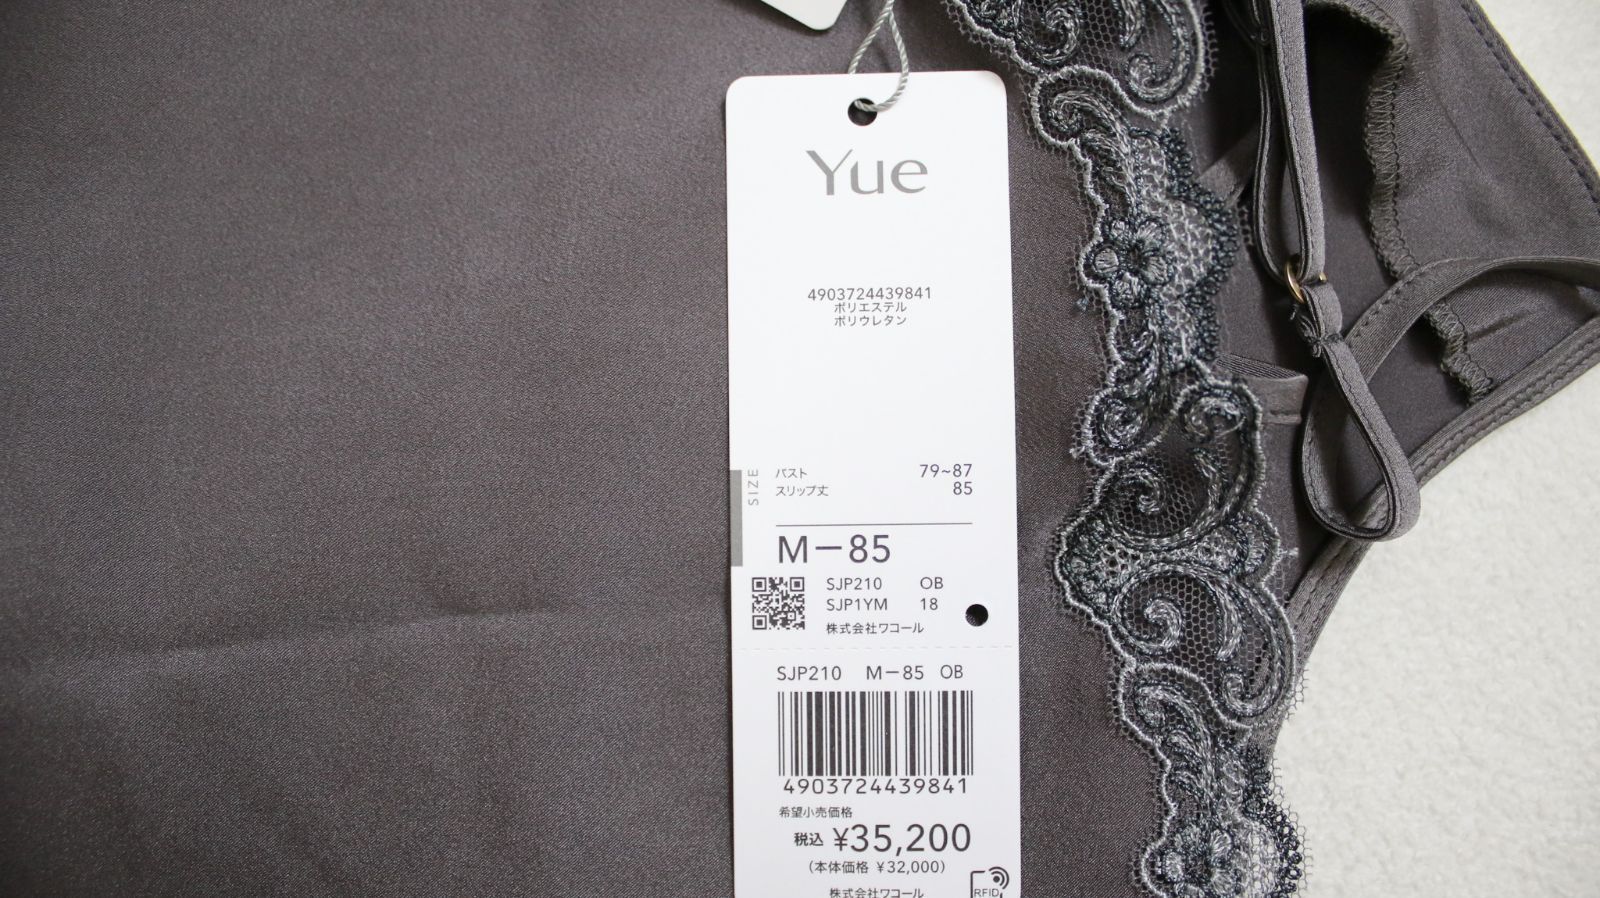 Yue
4903724439841
ポリエステル
ポリウレタン
SIZE
バスト 79~87
スリップ丈 85
M-85
SJP210 OB
SJP1YM 18
株式会社ワコール
SJP210 M-85 OB
4903724439841
希望小売価格
税込 ¥35,200
(本体価格 ¥32,000)
株式会社ワコール
RFID